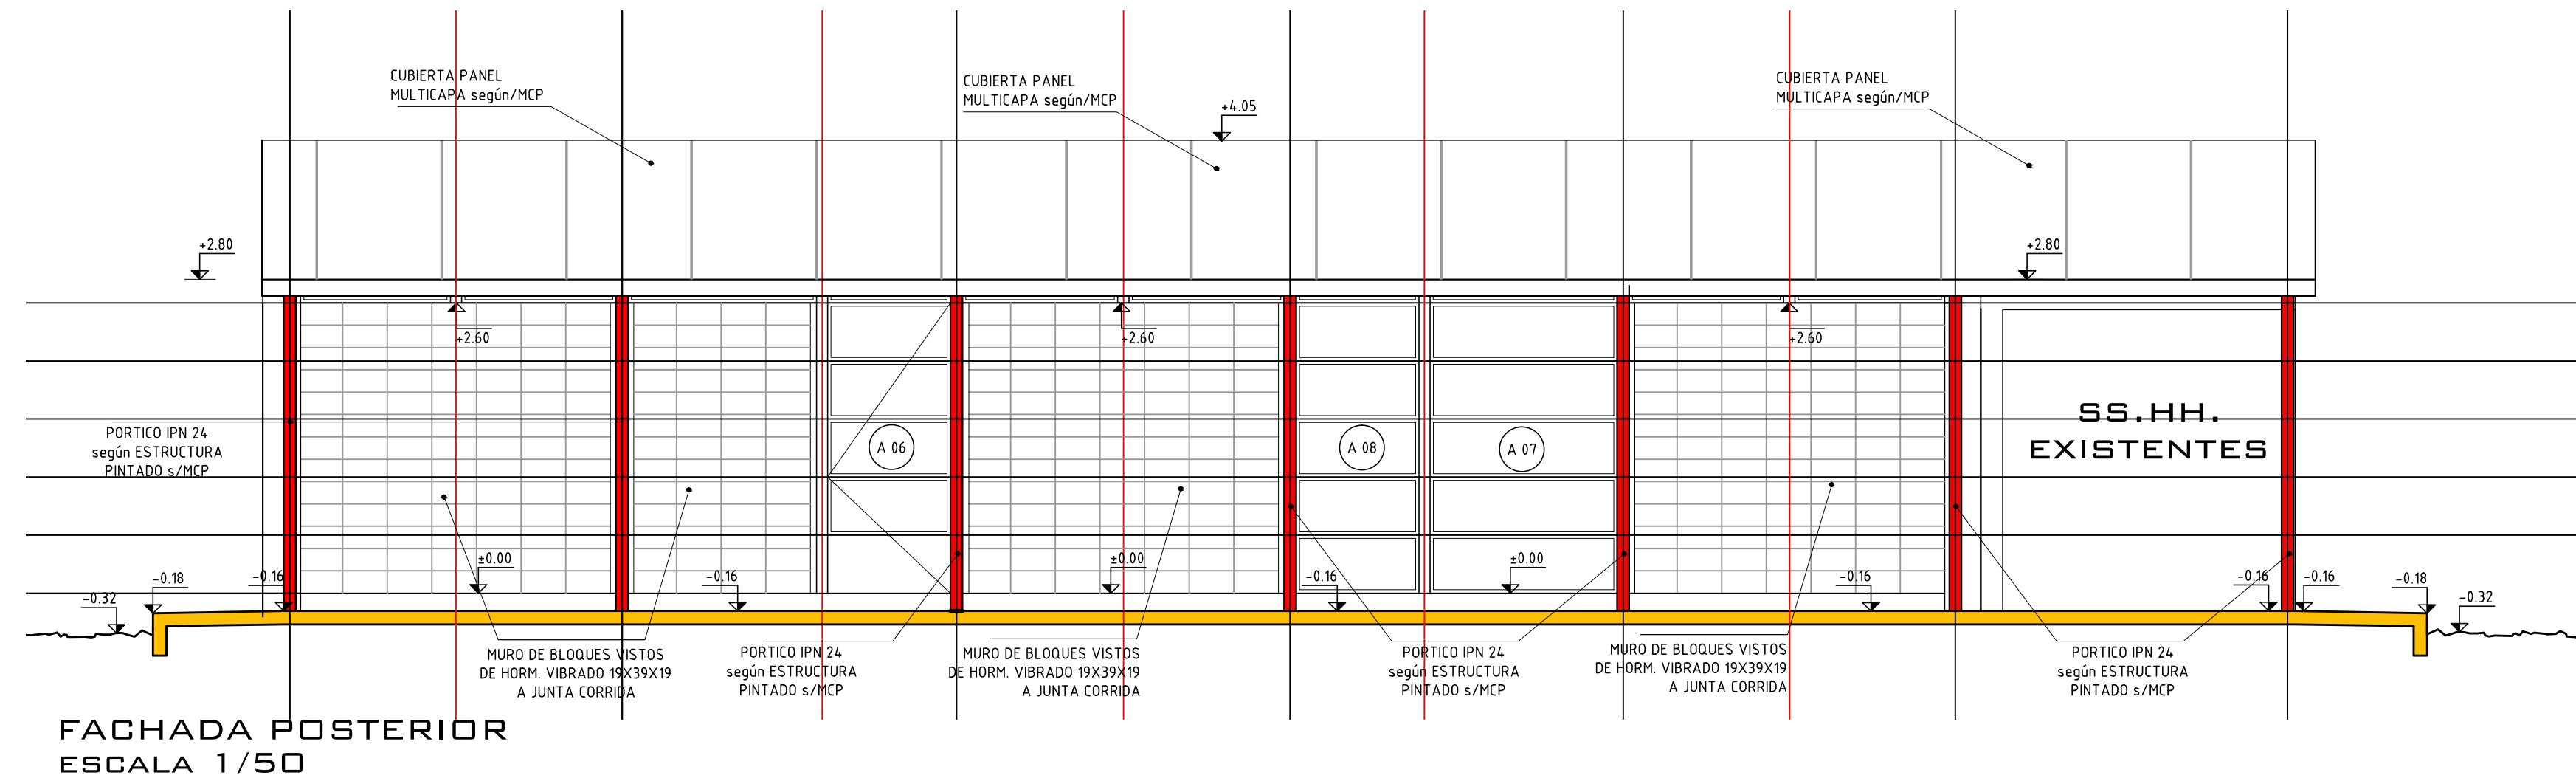 CUBIERTA PANEL
MULTICAPA según/MCP
CUBIERTA PANEL
MULTICAPA según/MCP
CUBIERTA PANEL
MULTICAPA según/MCP
+4.05
+2.80
+2.80
+2.60
+2.60
+2.60
PORTICO IPN 24
según ESTRUCTURA
PINTADO s/MCP
A 06
A 08
A 07
SS.HH.
EXISTENTES
-0.32
-0.18
-0.16
±0.00
-0.16
±0.00
-0.16
±0.00
-0.16
-0.16
-0.16
-0.18
-0.32
MURO DE BLOQUES VISTOS
DE HORM. VIBRADO 19X39X19
A JUNTA CORRIDA
PORTICO IPN 24
según ESTRUCTURA
PINTADO s/MCP
MURO DE BLOQUES VISTOS
DE HORM. VIBRADO 19X39X19
A JUNTA CORRIDA
PORTICO IPN 24
según ESTRUCTURA
PINTADO s/MCP
MURO DE BLOQUES VISTOS
DE HORM. VIBRADO 19X39X19
A JUNTA CORRIDA
PORTICO IPN 24
según ESTRUCTURA
PINTADO s/MCP
FACHADA POSTERIOR
ESCALA 1/50